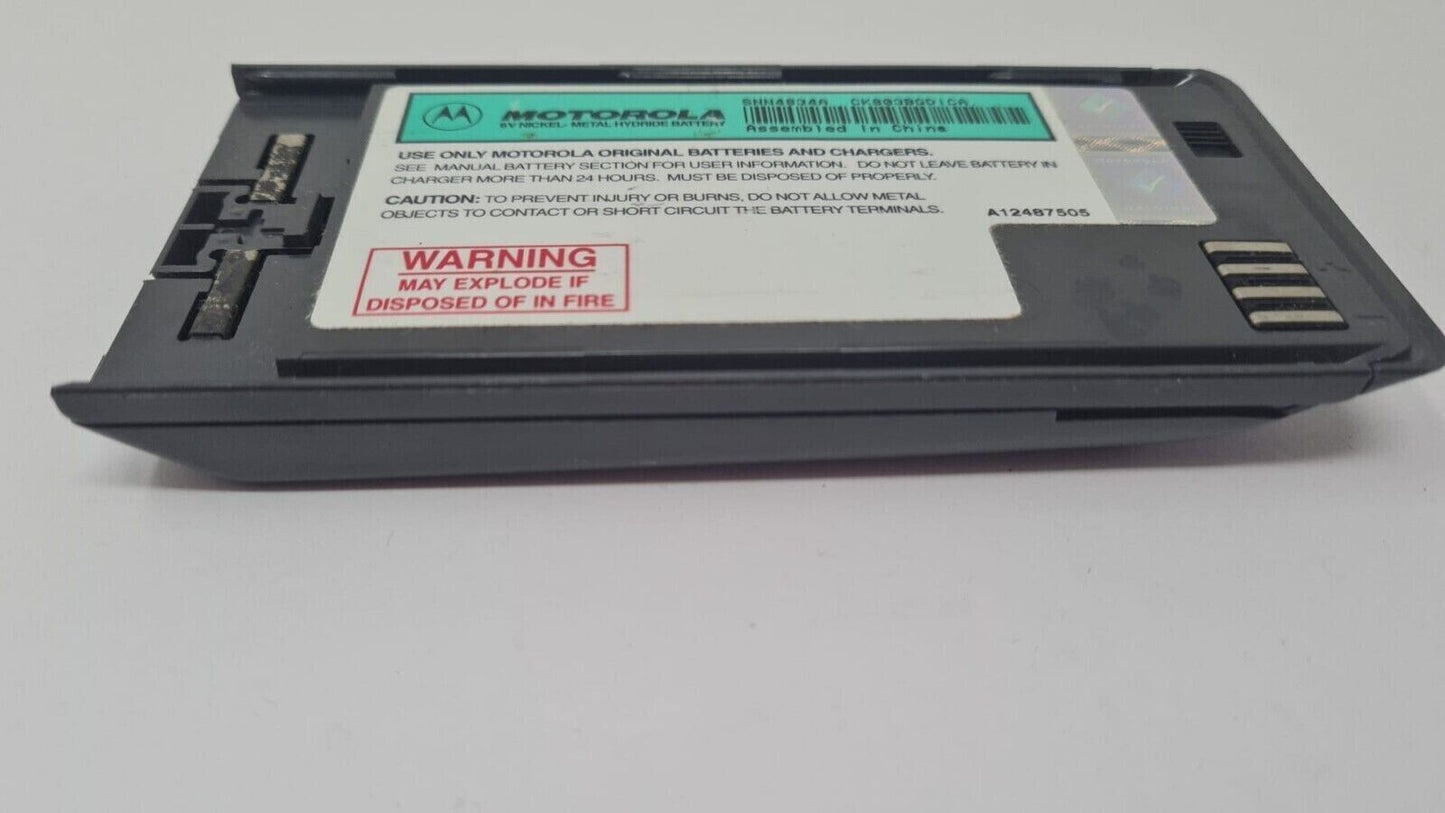 SNN4834A
MOTOROLA
6V NICKEL- METAL HYDRIDE BATTERY
Assembled in China
USE ONLY MOTOROLA ORIGINAL BATTERIES AND CHARGERS.
SEE MANUAL BATTERY SECTION FOR USER INFORMATION. DO NOT LEAVE BATTERY IN
CHARGER MORE THAN 24 HOURS. MUST BE DISPOSED OF PROPERLY.
CAUTION: TO PREVENT INJURY OR BURNS, DO NOT ALLOW METAL
OBJECTS TO CONTACT OR SHORT CIRCUIT THE BATTERY TERMINALS.
A12487505
WARNING
MAY EXPLODE IF
DISPOSED OF IN FIRE